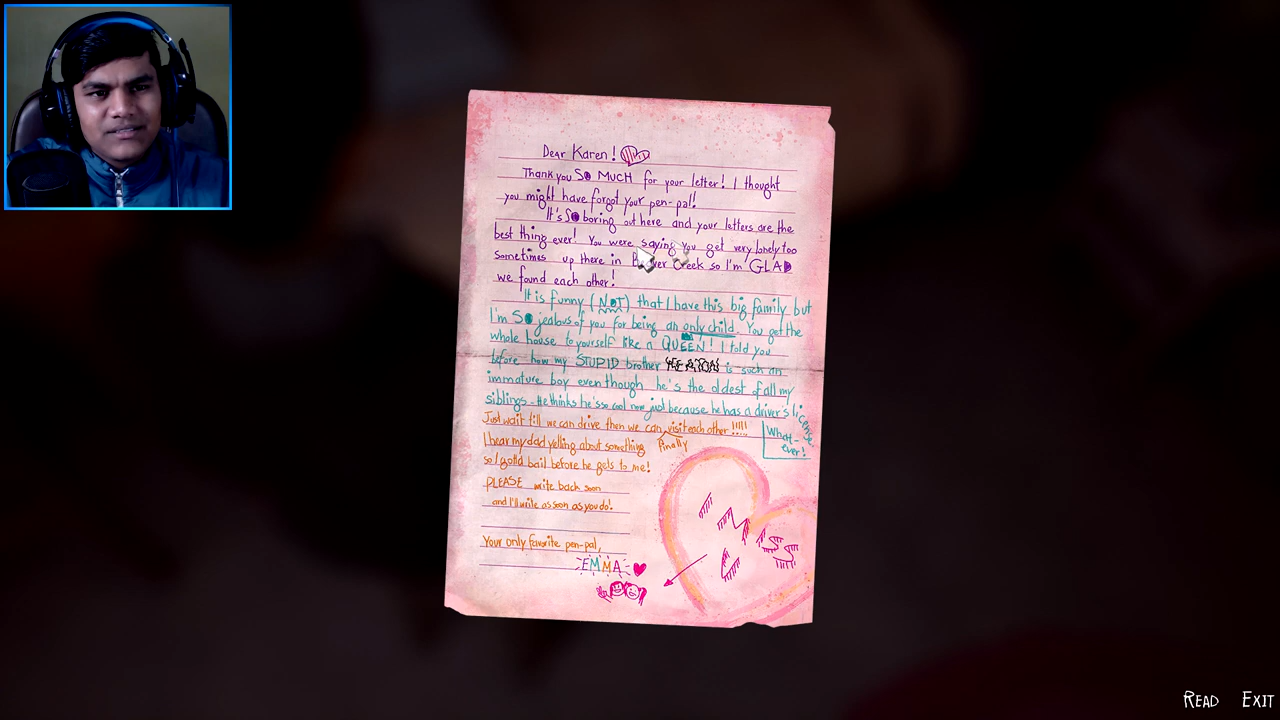 Dear Karen!
Thank you SO MUCH for your letter! I thought
you might have forgot your pen-pal!
It's SO boring out here and your letters are the
best thing ever! You were saying you get very lonely too
sometimes up there in Creek so I'm GLAD
we found each other!
It is funny (NOT) that I have this big family but
I'm SO jealous of you for being an only child. You get the
whole house to yourself like a QUEEN! I told you
before how my STUPID brother is such an
immature boy even though he's the oldest of all my
siblings. He thinks he's so cool now just because he has a driver's license
What-
ever!
Just wait till we can drive then we can visit each other!!!!!
Finally
I hear my dad yelling about something
so I gotta bail before he gets to me!
PLEASE write back soon
and I'll write as soon as you do!
Your only favorite pen-pal,
EMMA
I MISS
U
READ EXIT